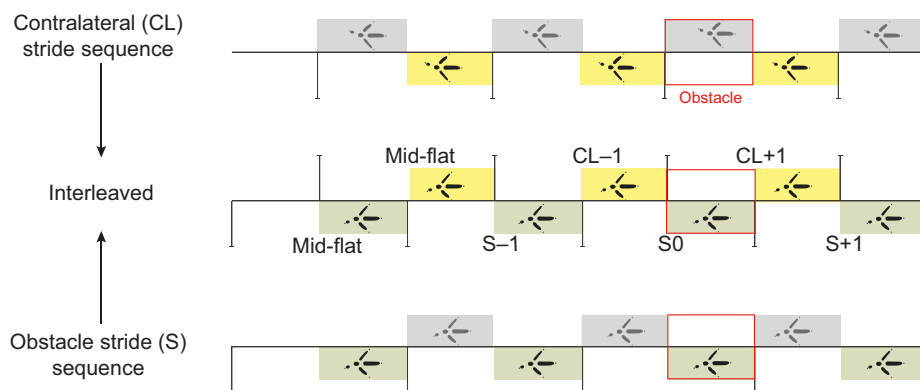 Contralateral (CL)
stride sequence
Obstacle
Mid-flat
CL–1
CL+1
Interleaved
Mid-flat
S–1
S0
S+1
Obstacle stride (S)
sequence